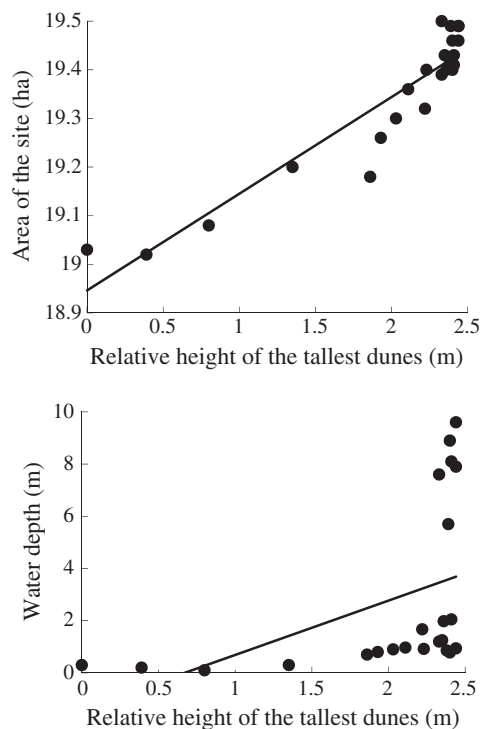 19.5
19.4
19.3
19.2
19.1
19
18.9
Area of the site (ha)
0 0.5 1 1.5 2 2.5
Relative height of the tallest dunes (m)
10
8
6
4
2
0
Water depth (m)
0 0.5 1 1.5 2 2.5
Relative height of the tallest dunes (m)